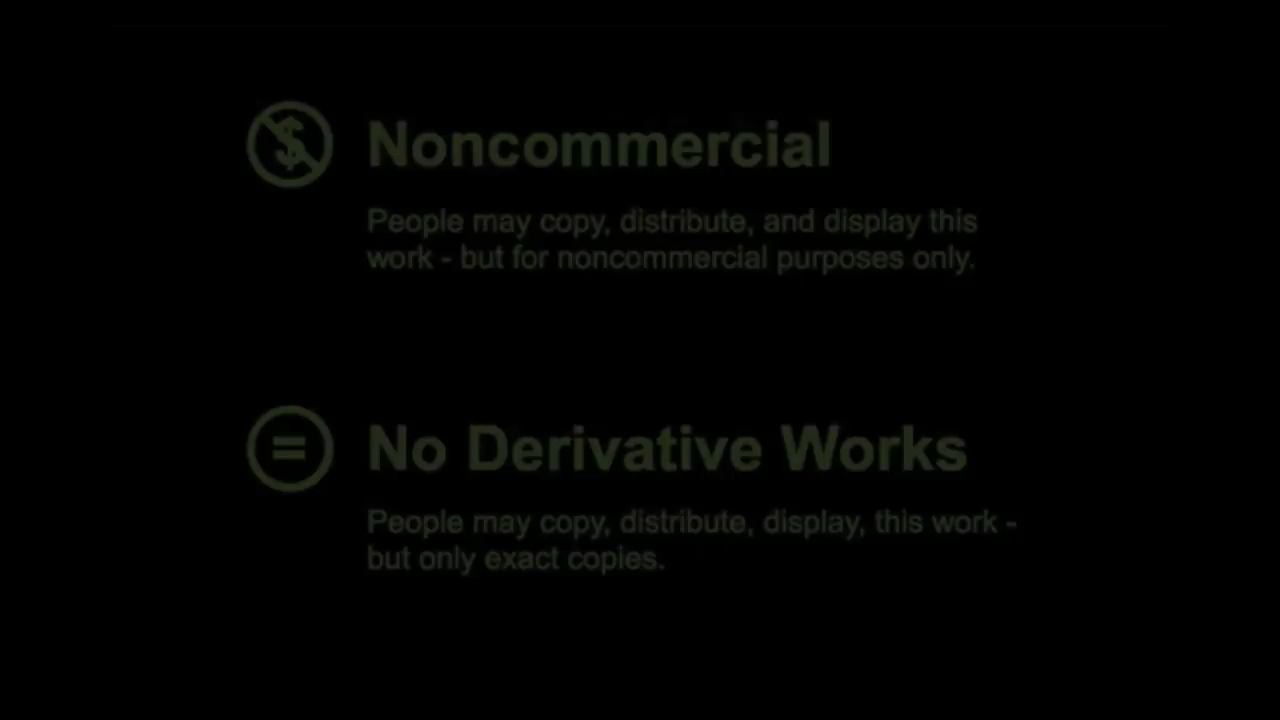 Noncommercial
People may copy, distribute, and display this
work - but for noncommercial purposes only.
No Derivative Works
People may copy, distribute, display, this work -
but only exact copies.